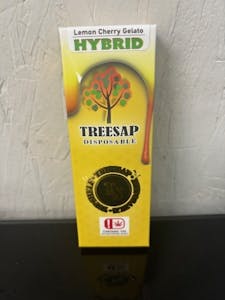 Lemon Cherry Gelato
HYBRID
TREESAP
DISPOSABLE